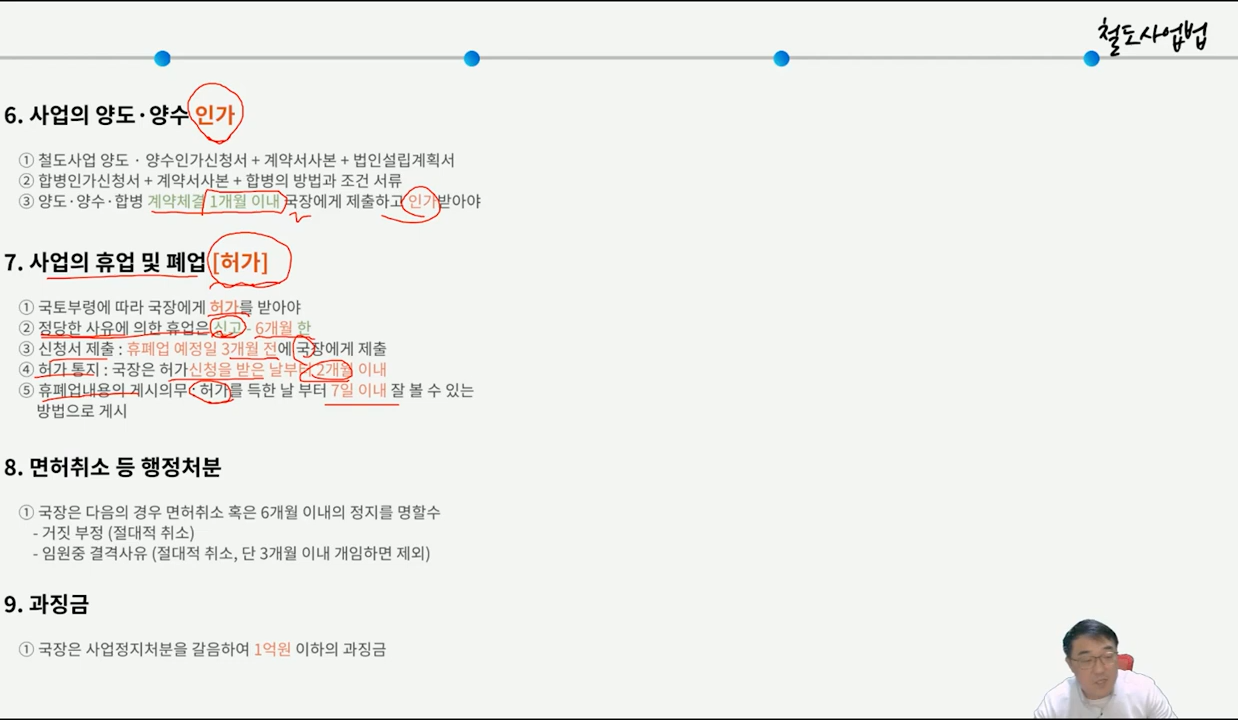 철도사업법
6. 사업의 양도·양수 인가
① 철도사업 양도 · 양수인가신청서 + 계약서사본 + 법인설립계획서
② 합병인가신청서 + 계약서사본 + 합병의 방법과 조건 서류
③ 양도·양수·합병 계약체결 1개월 이내 국장에게 제출하고 인가받아야
7. 사업의 휴업 및 폐업 [허가]
① 국토부령에 따라 국장에게 허가를 받아야
② 정당한 사유에 의한 휴업은 신고 - 6개월 한
③ 신청서 제출 : 휴폐업 예정일 3개월 전에 국장에게 제출
④ 허가 통지 : 국장은 허가신청을 받은 날부터 2개월 이내
⑤ 휴폐업내용의 게시의무 : 허가를 득한 날 부터 7일 이내 잘 볼 수 있는
방법으로 게시
8. 면허취소 등 행정처분
① 국장은 다음의 경우 면허취소 혹은 6개월 이내의 정지를 명할수
- 거짓 부정 (절대적 취소)
- 임원중 결격사유 (절대적 취소, 단 3개월 이내 개임하면 제외)
9. 과징금
① 국장은 사업정지처분을 갈음하여 1억원 이하의 과징금